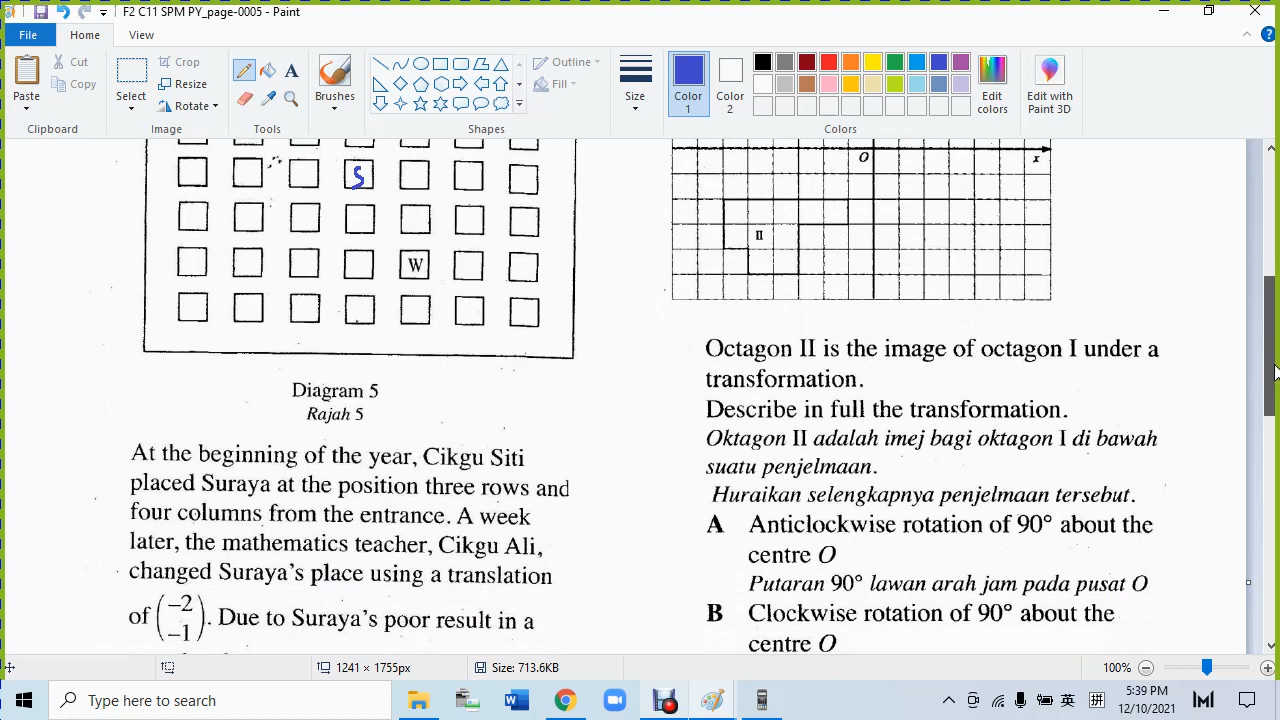 F2 C11 SPM PY_page-0005 - Paint
File
Home
View
Paste
Cut
Copy
Clipboard
Select
Crop
Resize
Rotate
Image
A
Tools
Brushes
Outline
Fill
Shapes
Size
Color
1
Color
2
Edit
colors
Edit with
Paint 3D
Colors
S
W
Diagram 5
Rajah 5
At the beginning of the year, Cikgu Siti
placed Suraya at the position three rows and
four columns from the entrance. A week
later, the mathematics teacher, Cikgu Ali,
changed Suraya's place using a translation
of (-2 -1). Due to Suraya's poor result in a
O
x
II
Octagon II is the image of octagon I under a
transformation.
Describe in full the transformation.
Oktagon II adalah imej bagi oktagon I di bawah
suatu penjelmaan.
Huraikan selengkapnya penjelmaan tersebut.
A Anticlockwise rotation of 90° about the
centre O
Putaran 90° lawan arah jam pada pusat O
B Clockwise rotation of 90° about the
centre O
1241 × 1755px
Size: 713.6KB
100%
Type here to search
英
拼
5:39 PM
12/10/2021